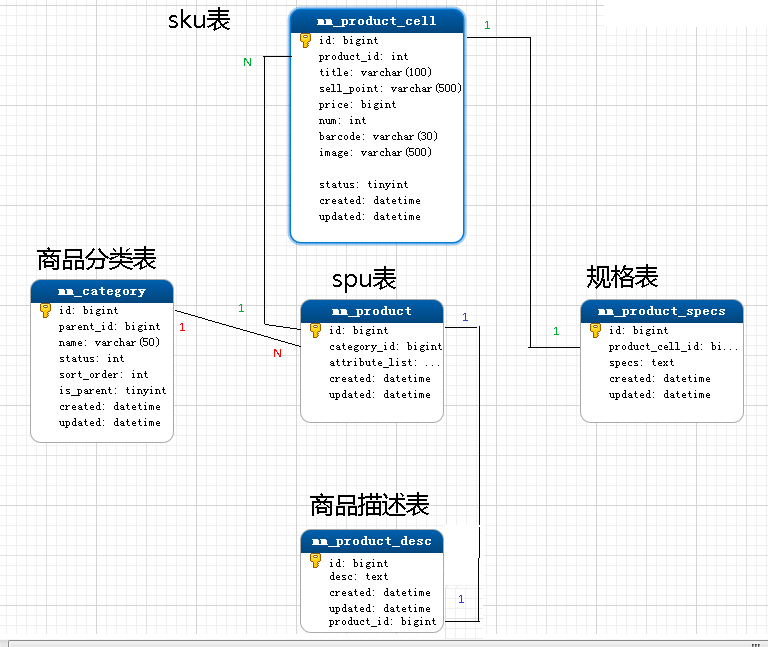 sku表
mm_product_cell
id: bigint
product_id: int
title: varchar(100)
sell_point: varchar(500)
price: bigint
num: int
barcode: varchar(30)
image: varchar(500)
status: tinyint
created: datetime
updated: datetime
1
N
商品分类表
mm_category
id: bigint
parent_id: bigint
name: varchar(50)
status: int
sort_order: int
is_parent: tinyint
created: datetime
updated: datetime
1
1
N
spu表
mm_product
id: bigint
category_id: bigint
attribute_list: ...
created: datetime
updated: datetime
1
规格表
mm_product_specs
id: bigint
product_cell_id: bi...
specs: text
created: datetime
updated: datetime
1
商品描述表
mm_product_desc
id: bigint
desc: text
created: datetime
updated: datetime
product_id: bigint
1